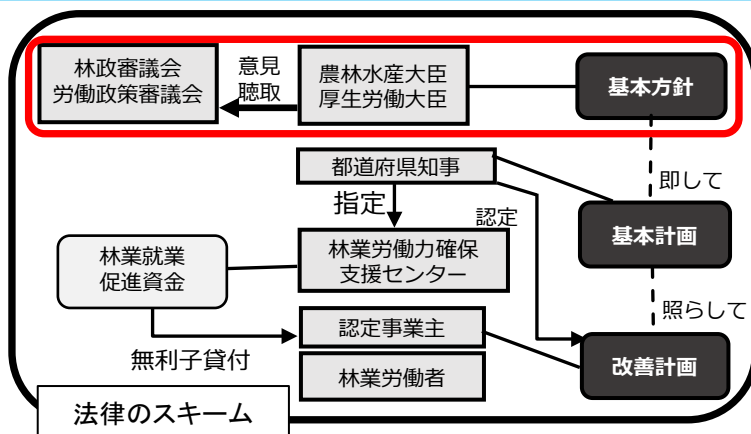 林政審議会
労働政策審議会
意見
聴取
農林水産大臣
厚生労働大臣
基本方針
即して
都道府県知事
指定
認定
基本計画
林業労働力確保
支援センター
林業就業
促進資金
照らして
認定事業主
無利子貸付
改善計画
林業労働者
法律のスキーム